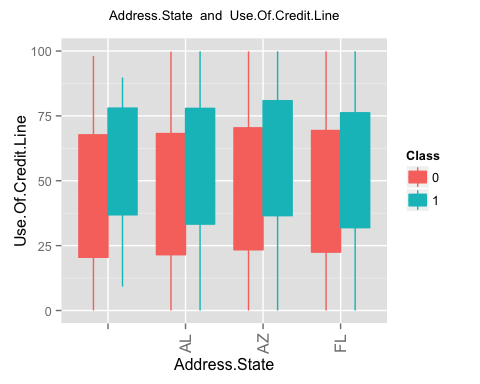 Address.State and Use.Of.Credit.Line
100
75
50
25
0
Use.Of.Credit.Line
AL
AZ
FL
Address.State
Class
0
1